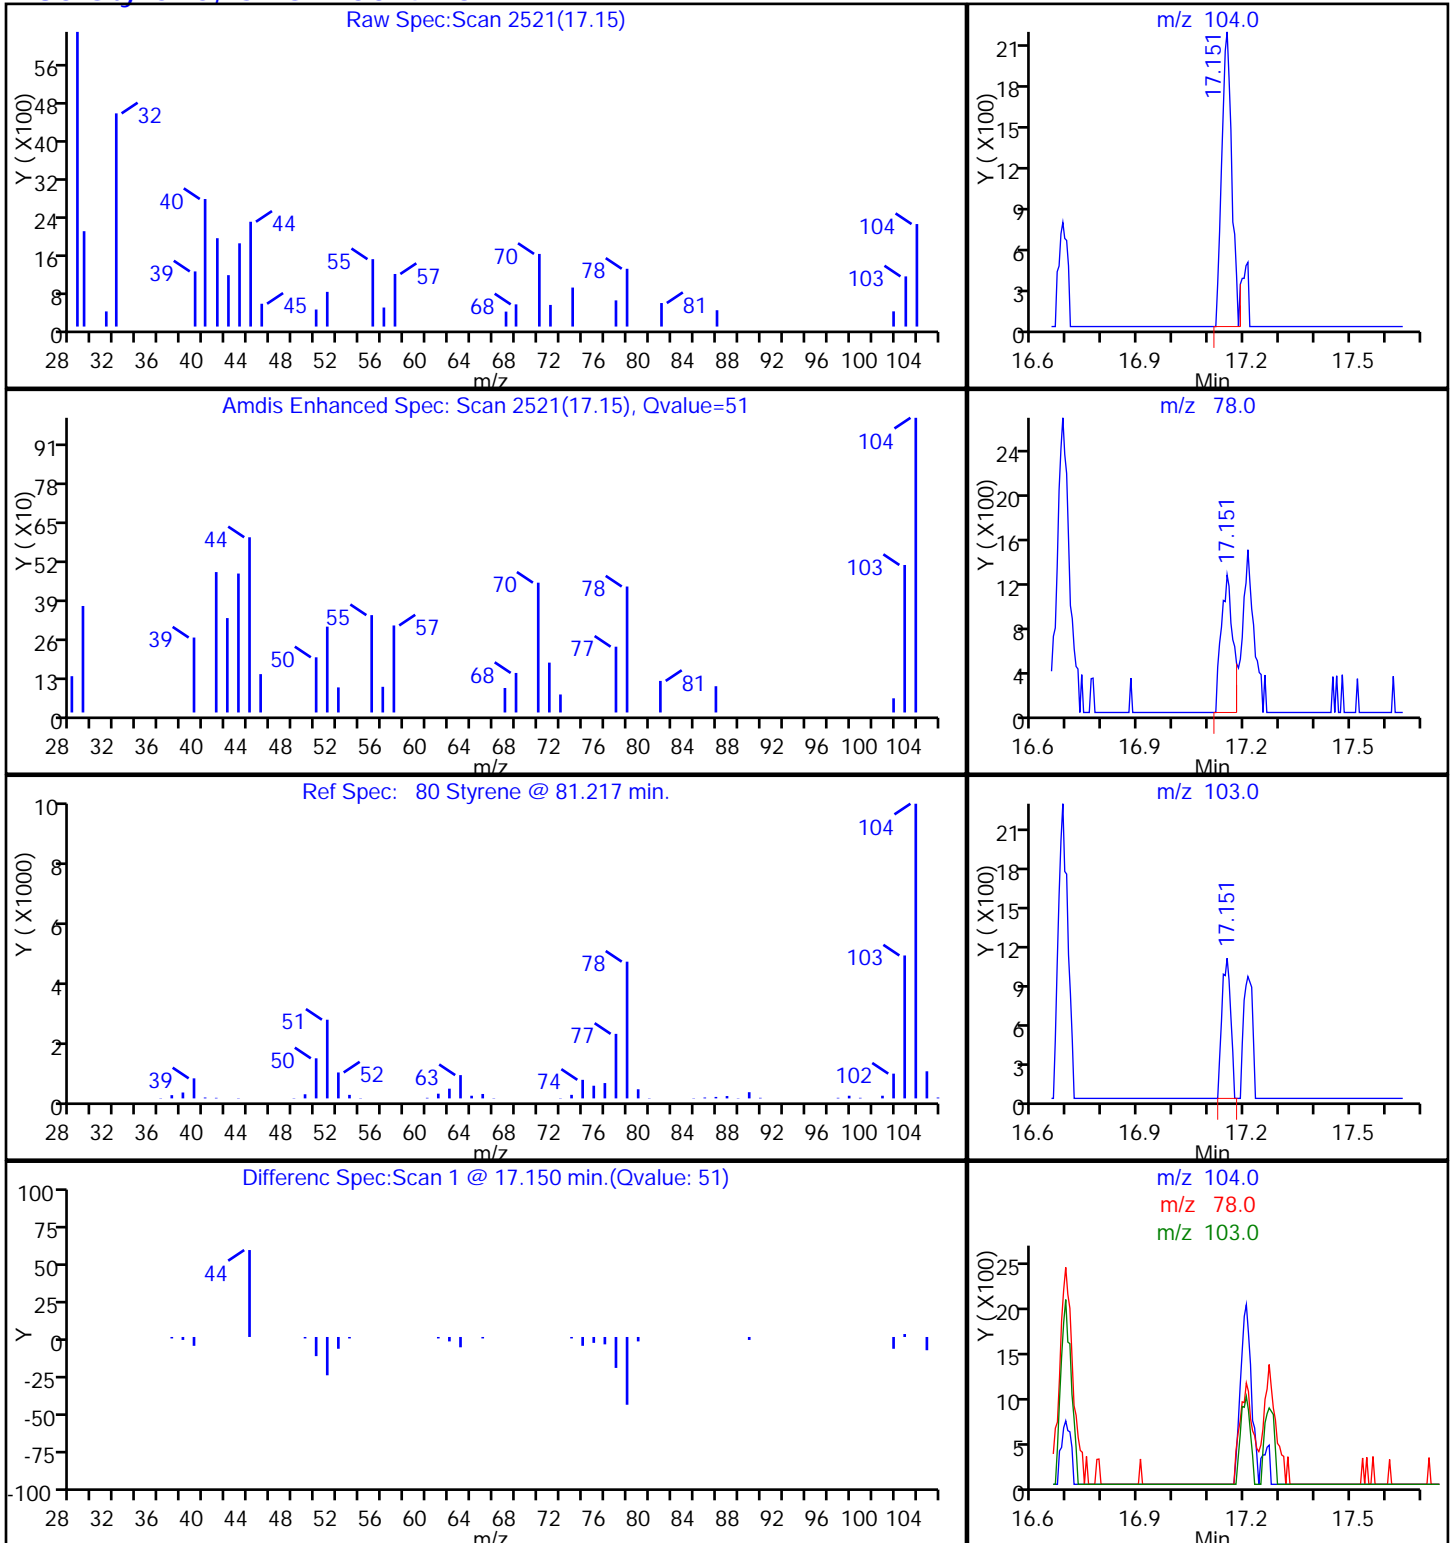 Raw Spec:Scan 2521(17.15)
Y ( X100)
56
48
40
32
24
16
8
0
32
40
44
39
45
55
57
68
70
78
81
103
104
28 32 36 40 44 48 52 56 60 64 68 72 76 80 84 88 92 96 100 104
m/z
m/z 104.0
Y ( X100)
21
18
15
12
9
6
3
0
17.151
16.6 16.9 17.2 17.5
Min
Amdis Enhanced Spec: Scan 2521(17.15), Qvalue=51
Y ( X10)
91
78
65
52
39
26
13
0
39
44
50
55
57
68
70
77
78
81
103
104
28 32 36 40 44 48 52 56 60 64 68 72 76 80 84 88 92 96 100 104
m/z
m/z 78.0
Y ( X100)
24
20
16
12
8
4
0
17.151
16.6 16.9 17.2 17.5
Min
Ref Spec: 80 Styrene @ 81.217 min.
Y ( X1000)
10
8
6
4
2
0
39
50
51
52
63
74
77
78
102
103
104
28 32 36 40 44 48 52 56 60 64 68 72 76 80 84 88 92 96 100 104
m/z
m/z 103.0
Y ( X100)
21
18
15
12
9
6
3
0
17.151
16.6 16.9 17.2 17.5
Min
Differenc Spec:Scan 1 @ 17.150 min.(Qvalue: 51)
Y
100
75
50
25
0
-25
-50
-75
-100
44
28 32 36 40 44 48 52 56 60 64 68 72 76 80 84 88 92 96 100 104
m/z
m/z 104.0
m/z 78.0
m/z 103.0
Y ( X100)
25
20
15
10
5
0
16.6 16.9 17.2 17.5
Min